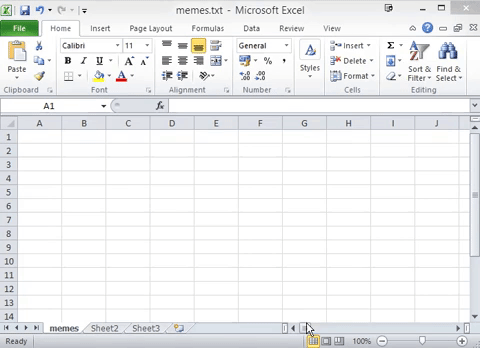 memes.txt - Microsoft Excel
File Home Insert Page Layout Formulas Data Review View
Calibri 11 General Insert Σ
Paste B I U A A Styles Delete Sort & Find &
$ % , Format Filter Select
Clipboard Font Alignment Number Cells Editing
A1 fx
A B C D E F G H I J
1
2
3
4
5
6
7
8
9
10
11
12
13
14
memes Sheet2 Sheet3
Ready 100%